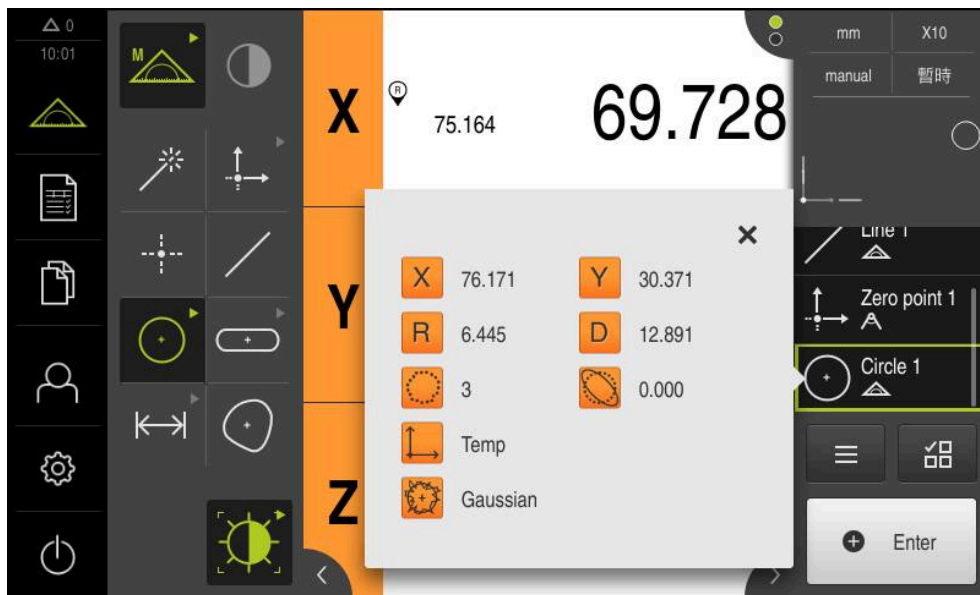 0
10:01
M
X
R
75.164
69.728
mm
X10
manual
暫時
X 76.171
Y 30.371
R 6.445
D 12.891
3
0.000
Temp
Gaussian
Y
Z
Line 1
Zero point 1
Circle 1
Enter